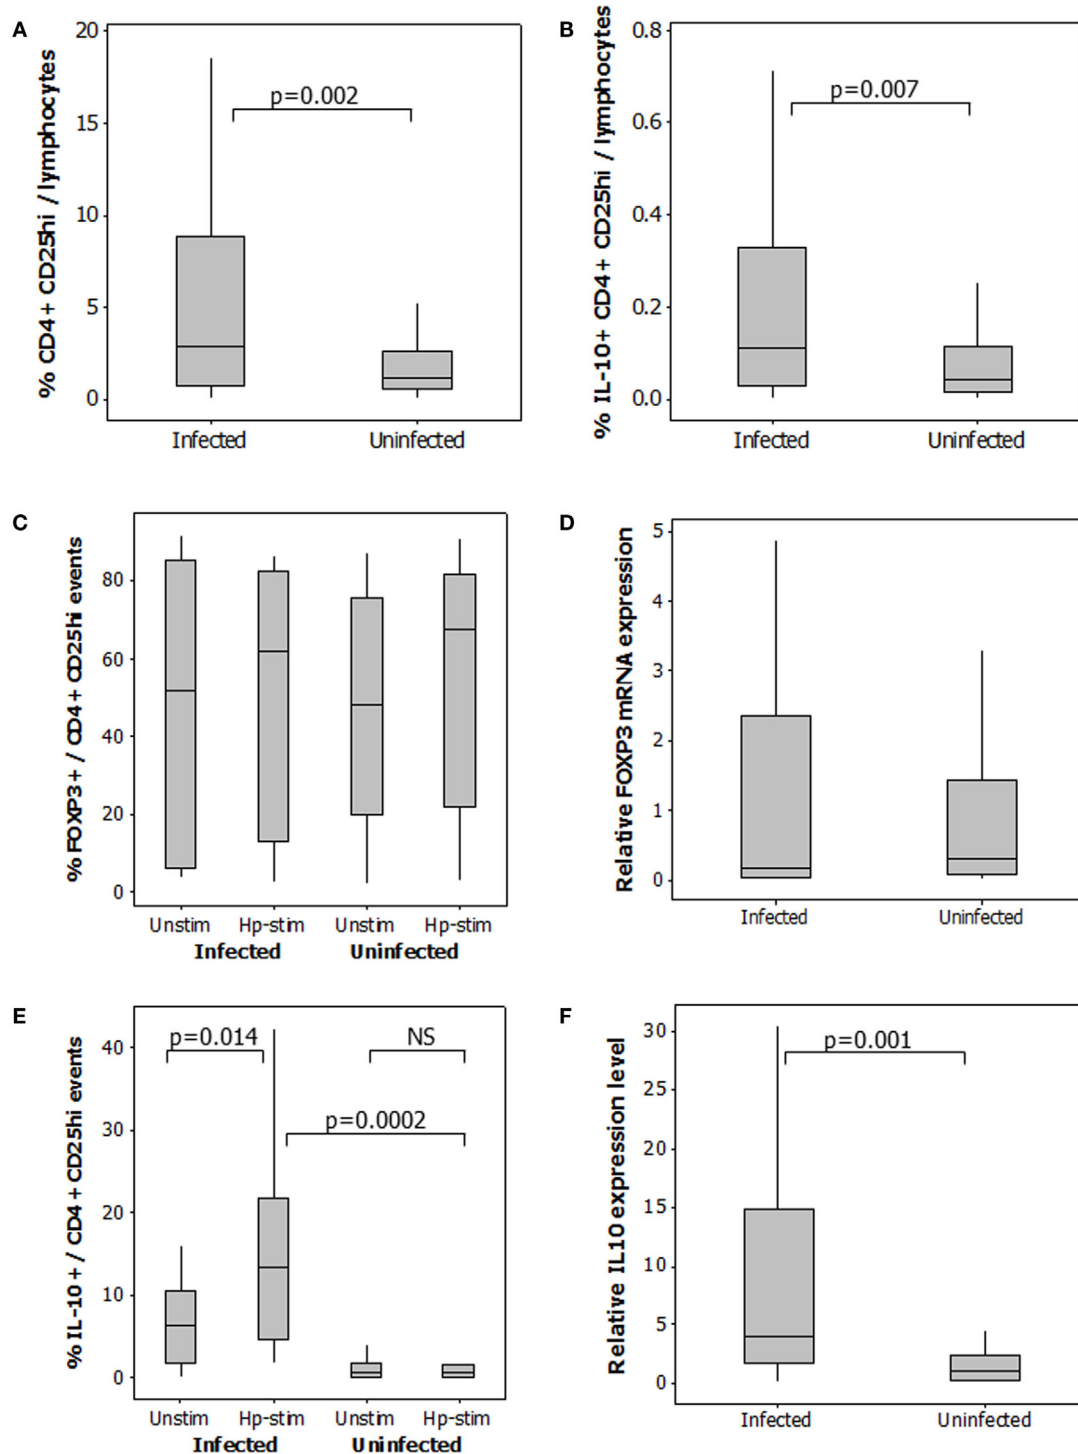 A
% CD4+ CD25hi / lymphocytes
20
15
10
5
0
p=0.002
Infected
Uninfected
B
% IL-10+ CD4+ CD25hi / lymphocytes
0.8
0.6
0.4
0.2
0.0
p=0.007
Infected
Uninfected
C
% FOXP3+ / CD4+ CD25hi events
80
60
40
20
0
Unstim Hp-stim Unstim Hp-stim
Infected Uninfected
D
Relative FOXP3 mRNA expression
5
4
3
2
1
0
Infected
Uninfected
E
% IL-10+ / CD4+ CD25hi events
40
30
20
10
0
p=0.014
NS
p=0.0002
Unstim Hp-stim Unstim Hp-stim
Infected Uninfected
F
Relative IL10 expression level
30
25
20
15
10
5
0
p=0.001
Infected
Uninfected